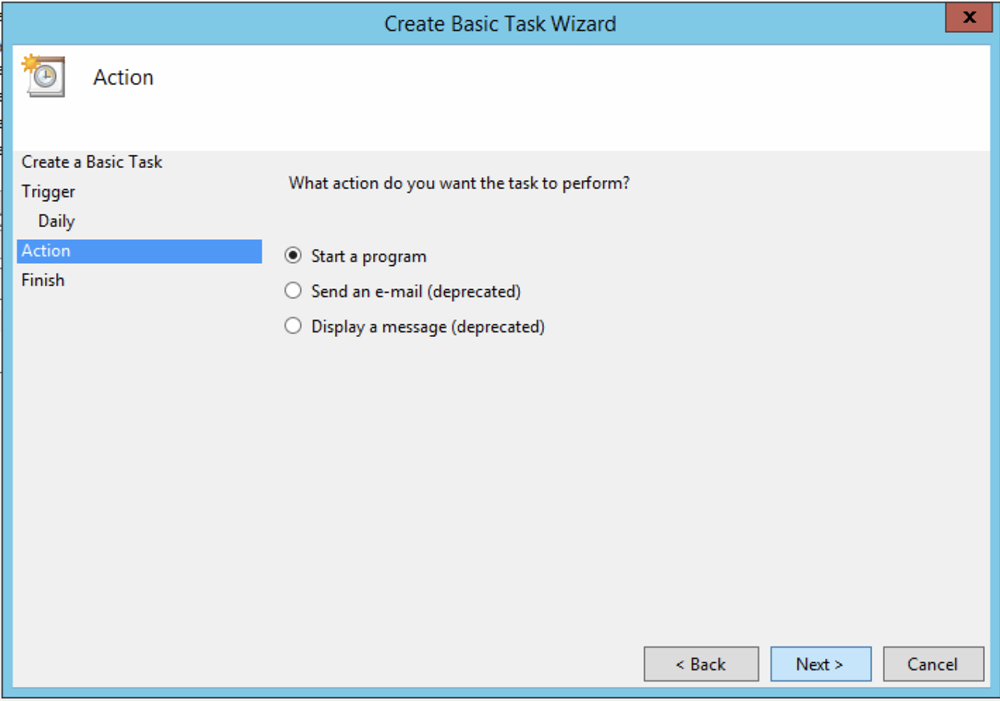 Create Basic Task Wizard
x
Action
Create a Basic Task
Trigger
Daily
Action
Finish
What action do you want the task to perform?
Start a program
Send an e-mail (deprecated)
Display a message (deprecated)
< Back
Next >
Cancel